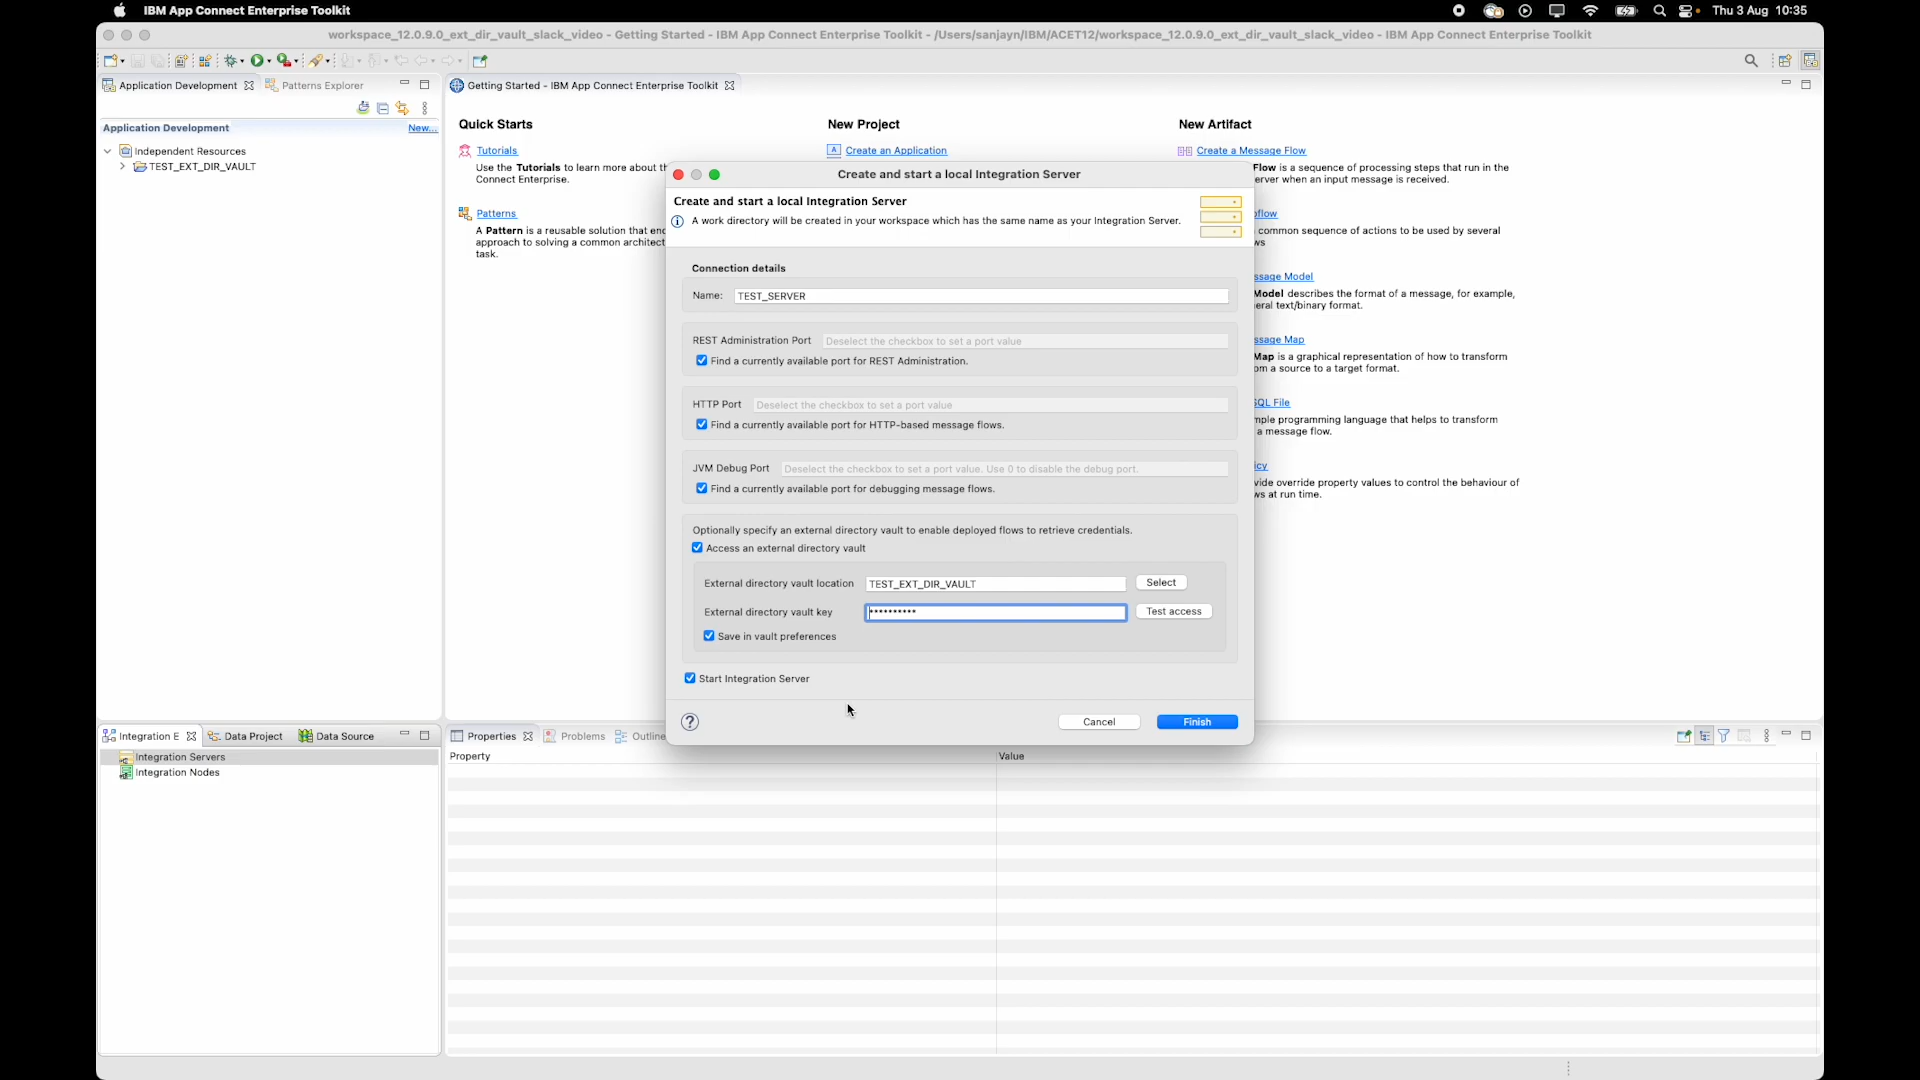 IBM App Connect Enterprise Toolkit
Thu 3 Aug 10:35
workspace_12.0.9.0_ext_dir_vault_slack_video - Getting Started - IBM App Connect Enterprise Toolkit - /Users/sanjayn/IBM/ACET12/workspace_12.0.9.0_ext_dir_vault_slack_video - IBM App Connect Enterprise Toolkit
Application Development
Patterns Explorer
Getting Started - IBM App Connect Enterprise Toolkit
Application Development
New...
Independent Resources
TEST_EXT_DIR_VAULT
Quick Starts
New Project
New Artifact
Tutorials
Create an Application
Create a Message Flow
Use the Tutorials to learn more about
Connect Enterprise.
Flow is a sequence of processing steps that run in the
when an input message is received.
Patterns
A Pattern is a reusable solution that
approach to solving a common
task.
common sequence of actions to be used by several
Model
Model describes the format of a message, for example,
text/binary format.
Map
Map is a graphical representation of how to transform
a source to a target format.
File
programming language that helps to transform
a message flow.
override property values to control the behaviour of
at run time.
Create and start a local Integration Server
Create and start a local Integration Server
A work directory will be created in your workspace which has the same name as your Integration Server.
Connection details
Name: TEST_SERVER
REST Administration Port Deselect the checkbox to set a port value
Find a currently available port for REST Administration.
HTTP Port Deselect the checkbox to set a port value
Find a currently available port for HTTP-based message flows.
JVM Debug Port Deselect the checkbox to set a port value. Use 0 to disable the debug port.
Find a currently available port for debugging message flows.
Optionally specify an external directory vault to enable deployed flows to retrieve credentials.
Access an external directory vault
External directory vault location TEST_EXT_DIR_VAULT Select
External directory vault key ********** Test access
Save in vault preferences
Start Integration Server
? Cancel Finish
Integration E
Data Project
Data Source
Properties
Problems
Outline
Integration Servers
Integration Nodes
Property
Value